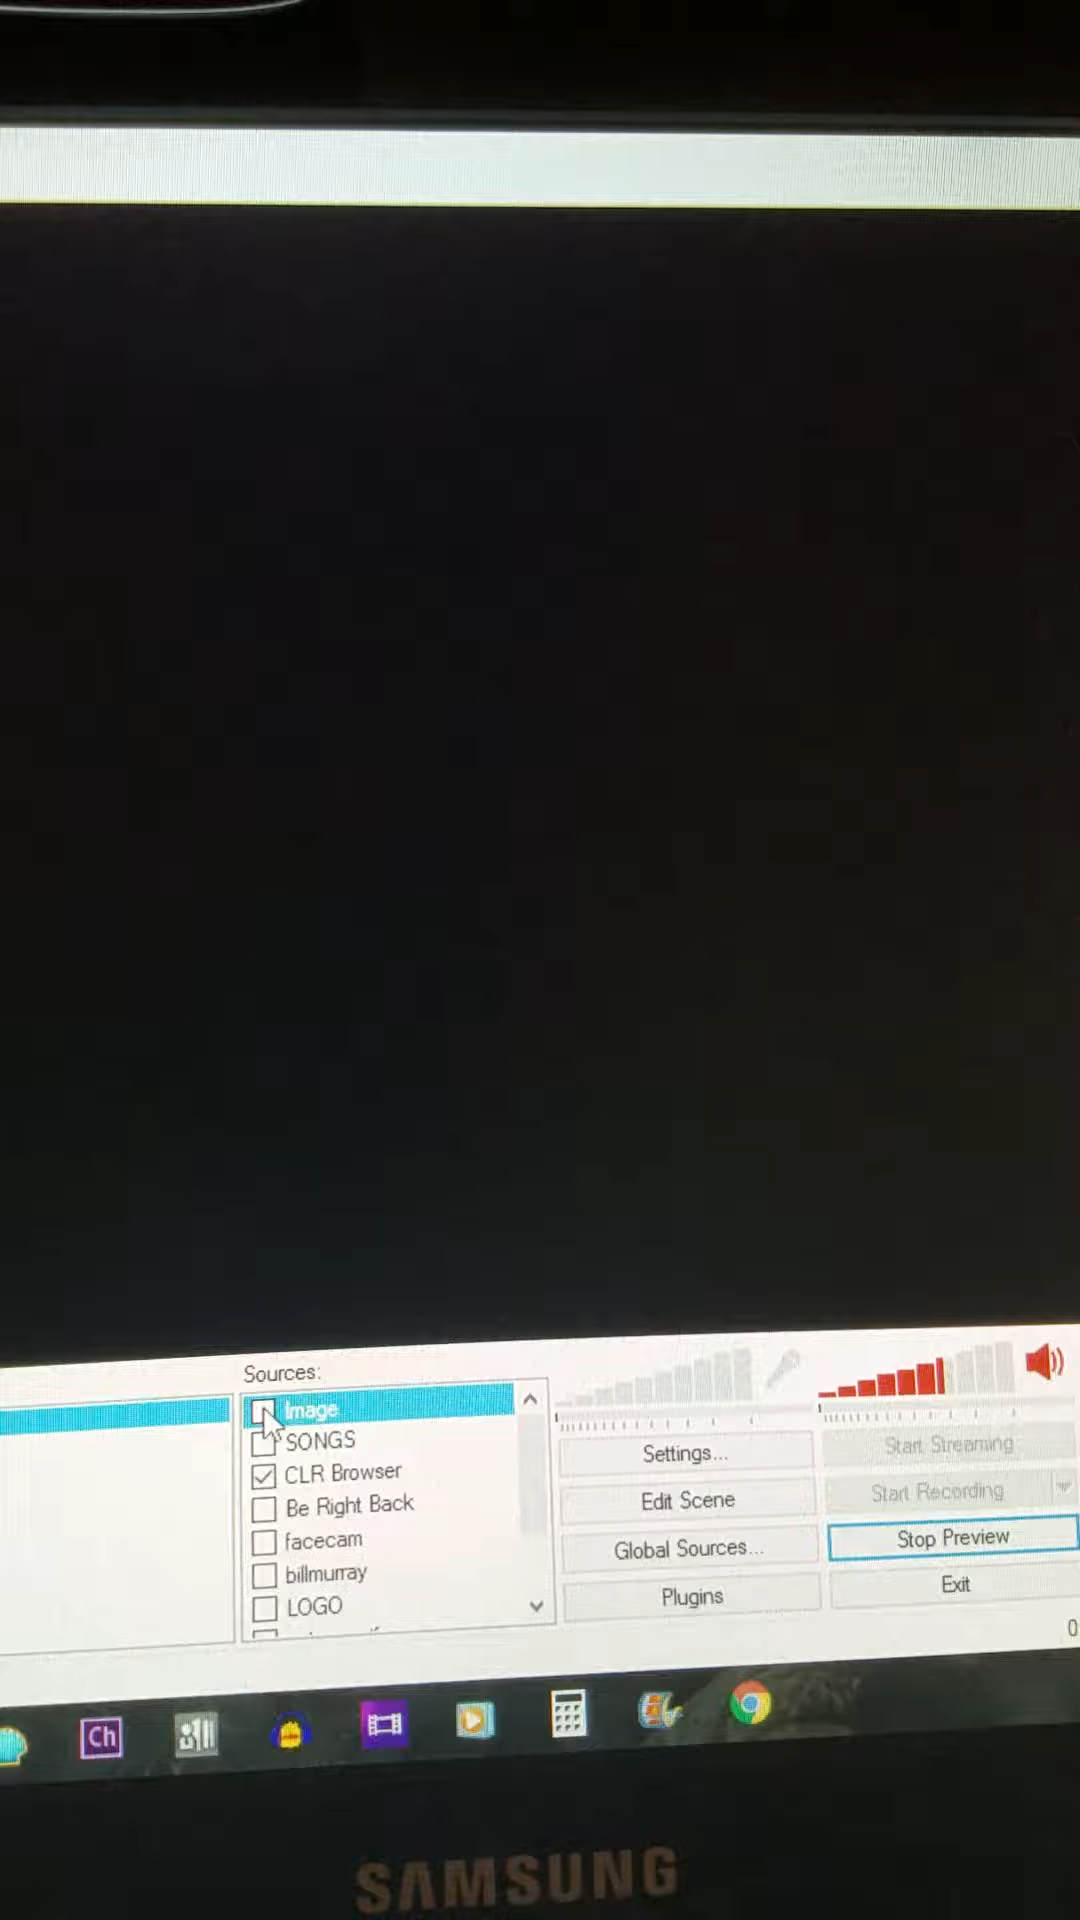 Sources:
Image
SONGS
CLR Browser
Be Right Back
facecam
billmurray
LOGO
Settings...
Edit Scene
Global Sources...
Plugins
Start Streaming
Start Recording
Stop Preview
Exit
0
Ch
SAMSUNG